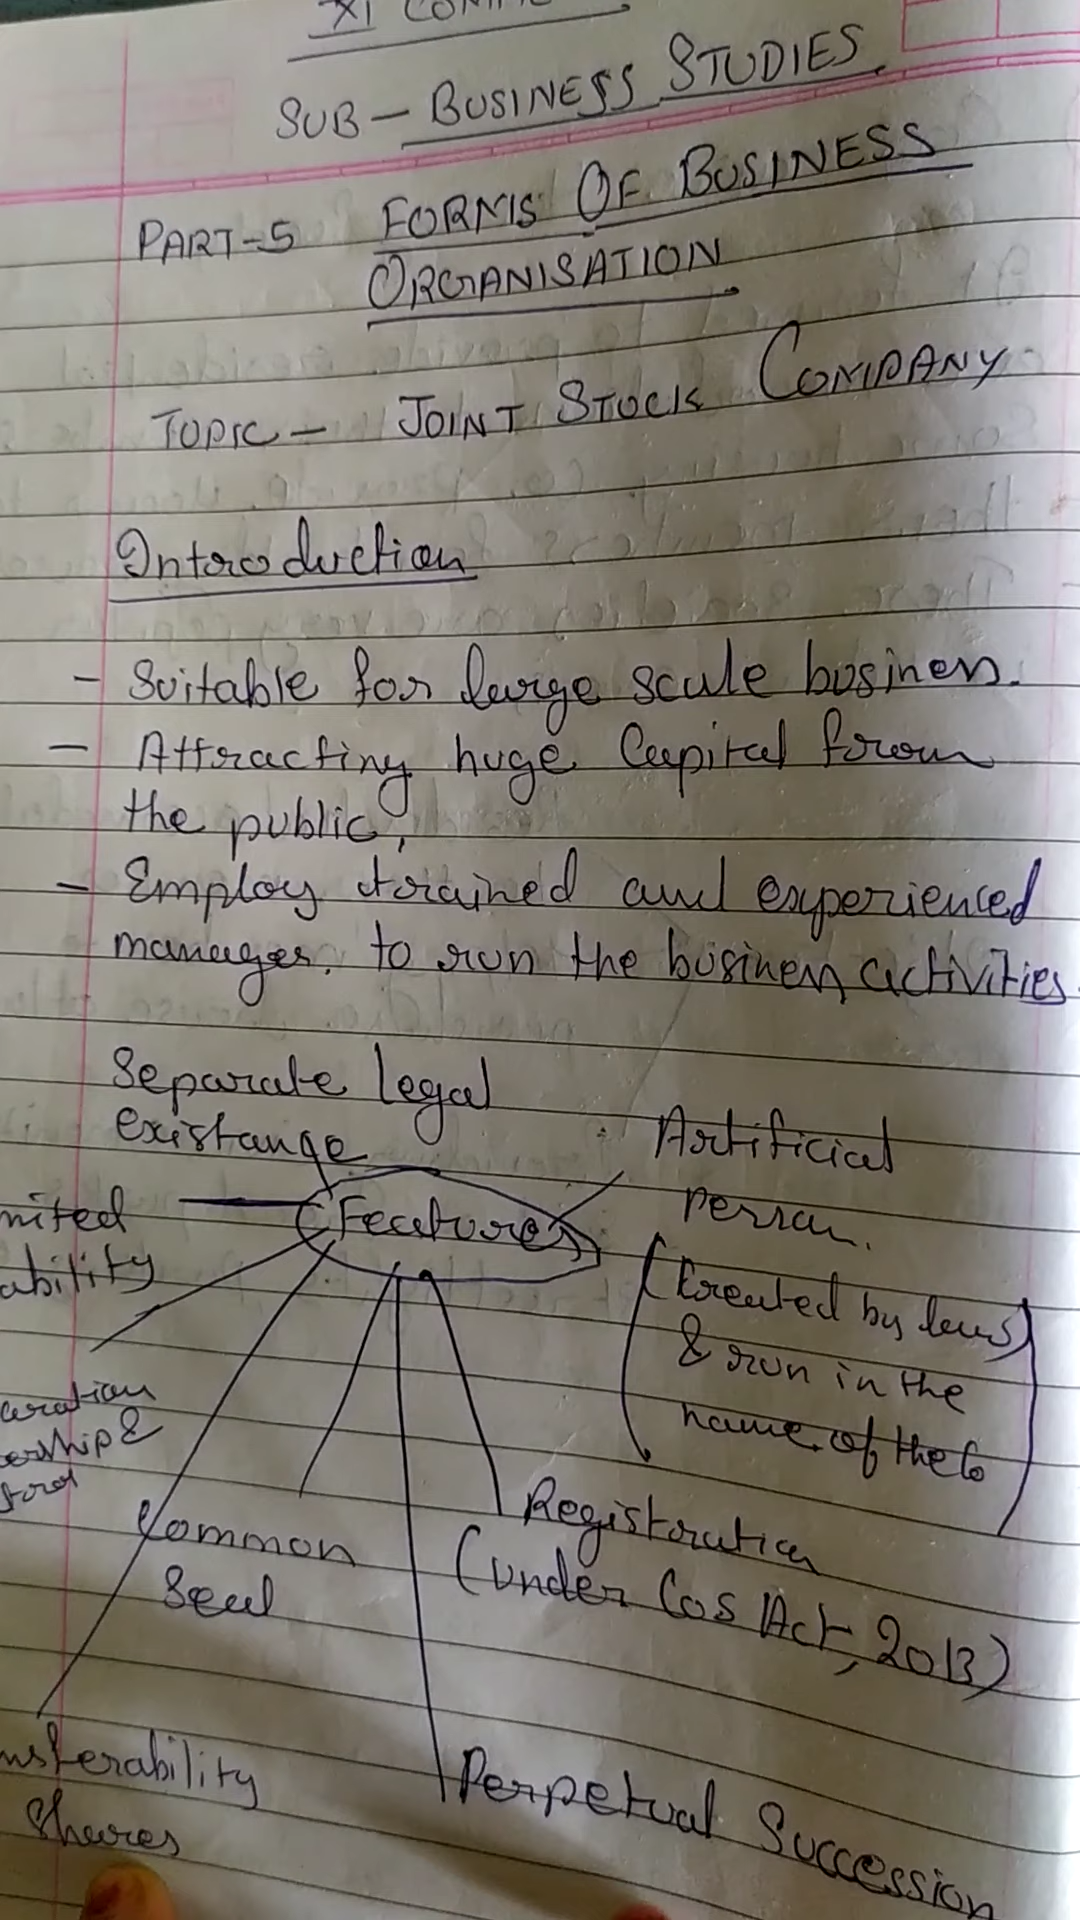 SUB - BUSINESS STUDIES
PART-5 FORMS OF BUSINESS
ORGANISATION
TOPIC - JOINT STOCK COMPANY
Introduction
- Suitable for large scale business.
- Attracting huge Capital from
the public,
- Employ trained and experienced
manager. to run the business activities
Separate legal
existange
Artificial
person.
(Created by laws)
& run in the
name of the Co
Features
Registration
(under Cos Act, 2013)
Perpetual Succession
Common
Seal
Shares